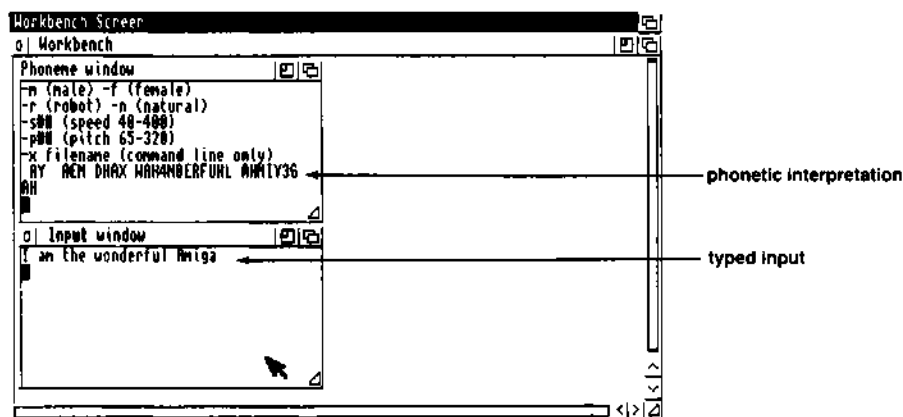 Workbench Screen
Workbench
Phoneme window
-m (male) -f (female)
-r (robot) -n (natural)
-s## (speed 40-400)
-p## (pitch 65-320)
-x filename (command line only)
AY AEM DHAX WAH4NDERFUHL AHMIY3G
AH
phonetic interpretation
Input window
I am the wonderful Amiga
typed input